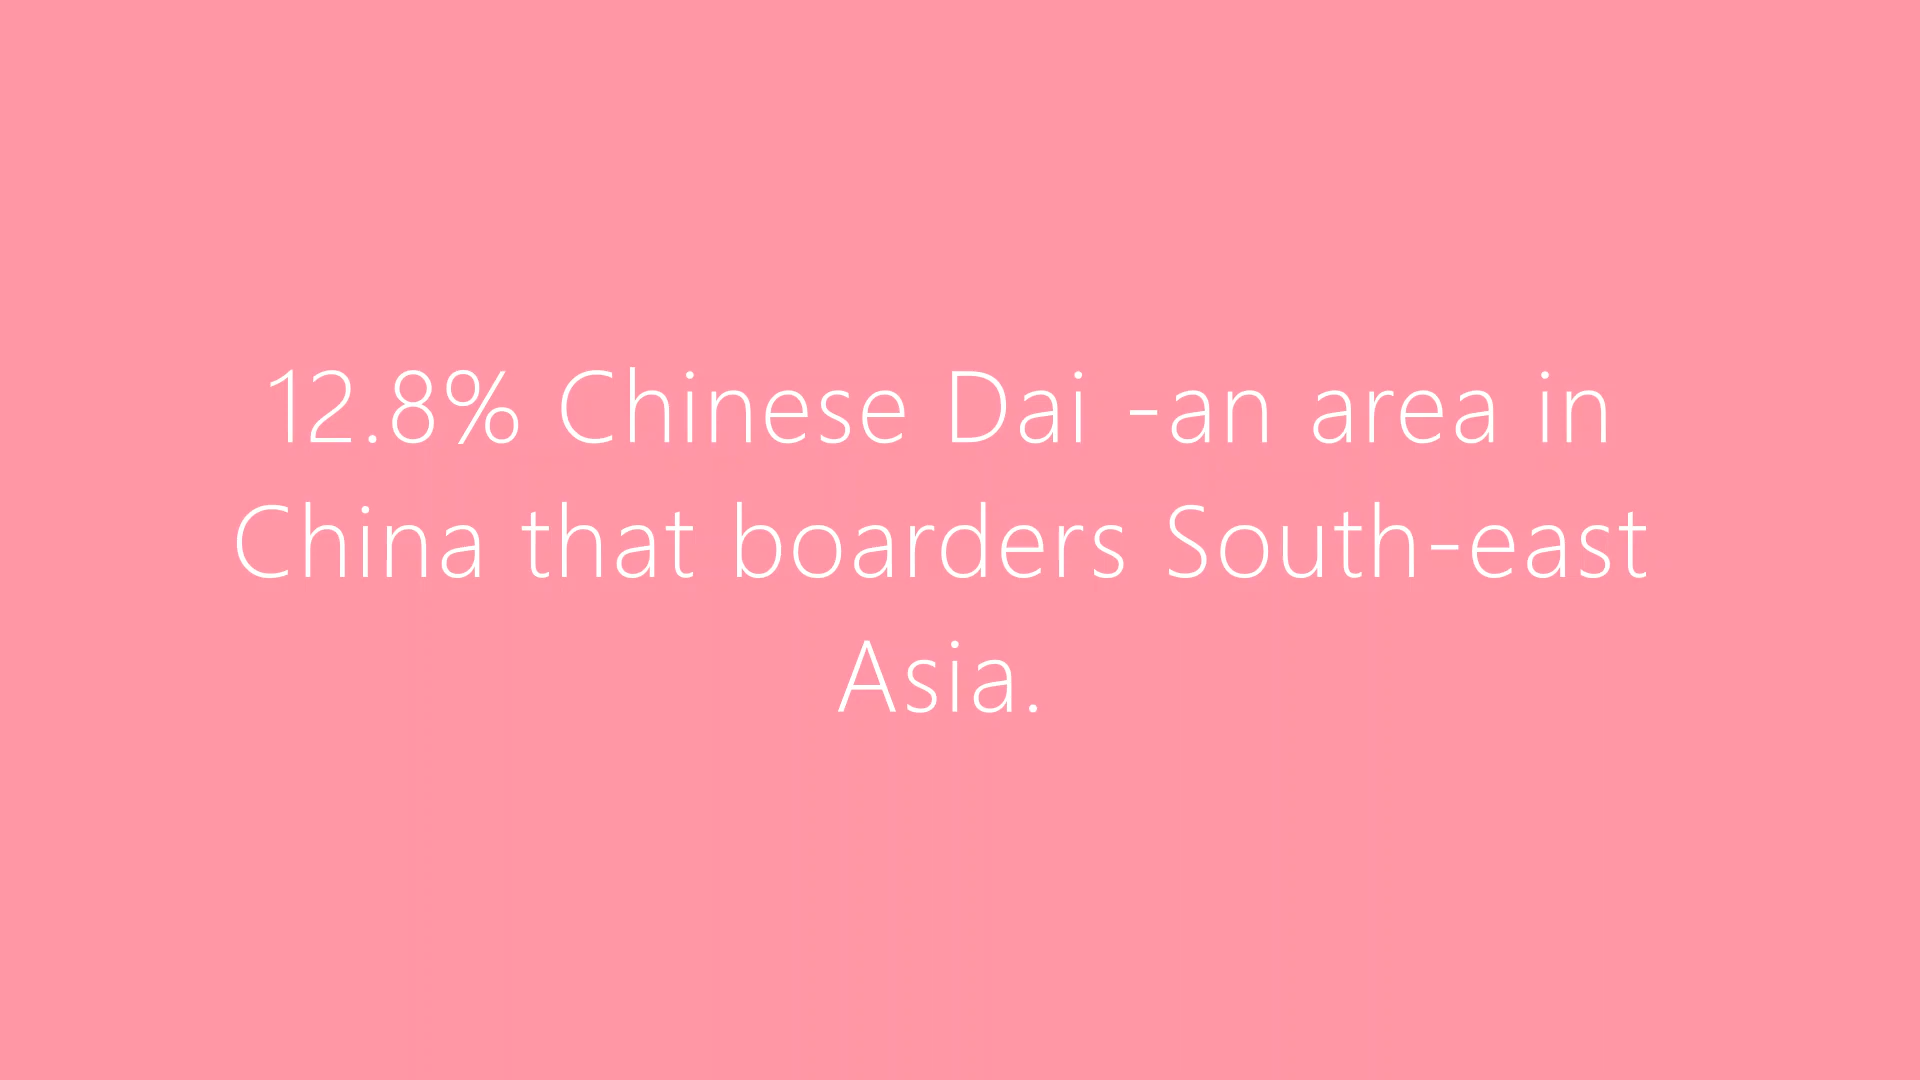 12.8% Chinese Dai -an area in
China that boarders South-east
Asia.